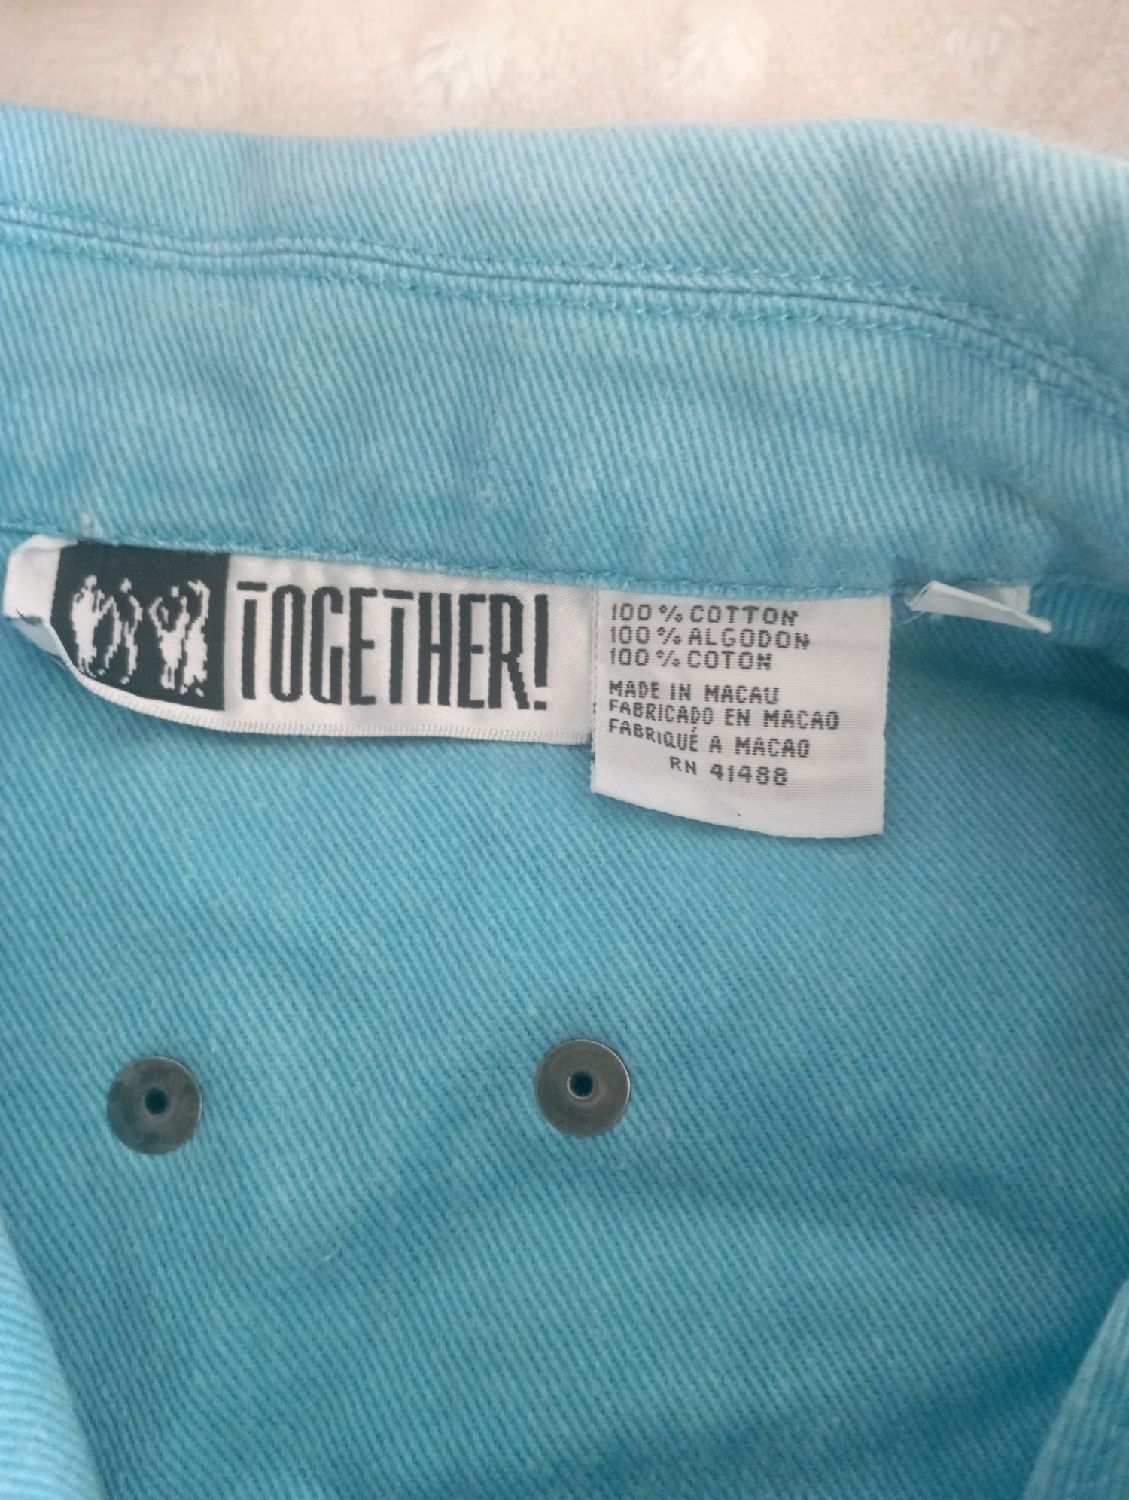 TOGETHER!
100% COTTON
100% ALGODON
100% COTON
MADE IN MACAU
FABRICADO EN MACAO
FABRIQUÉ A MACAO
RN 41488